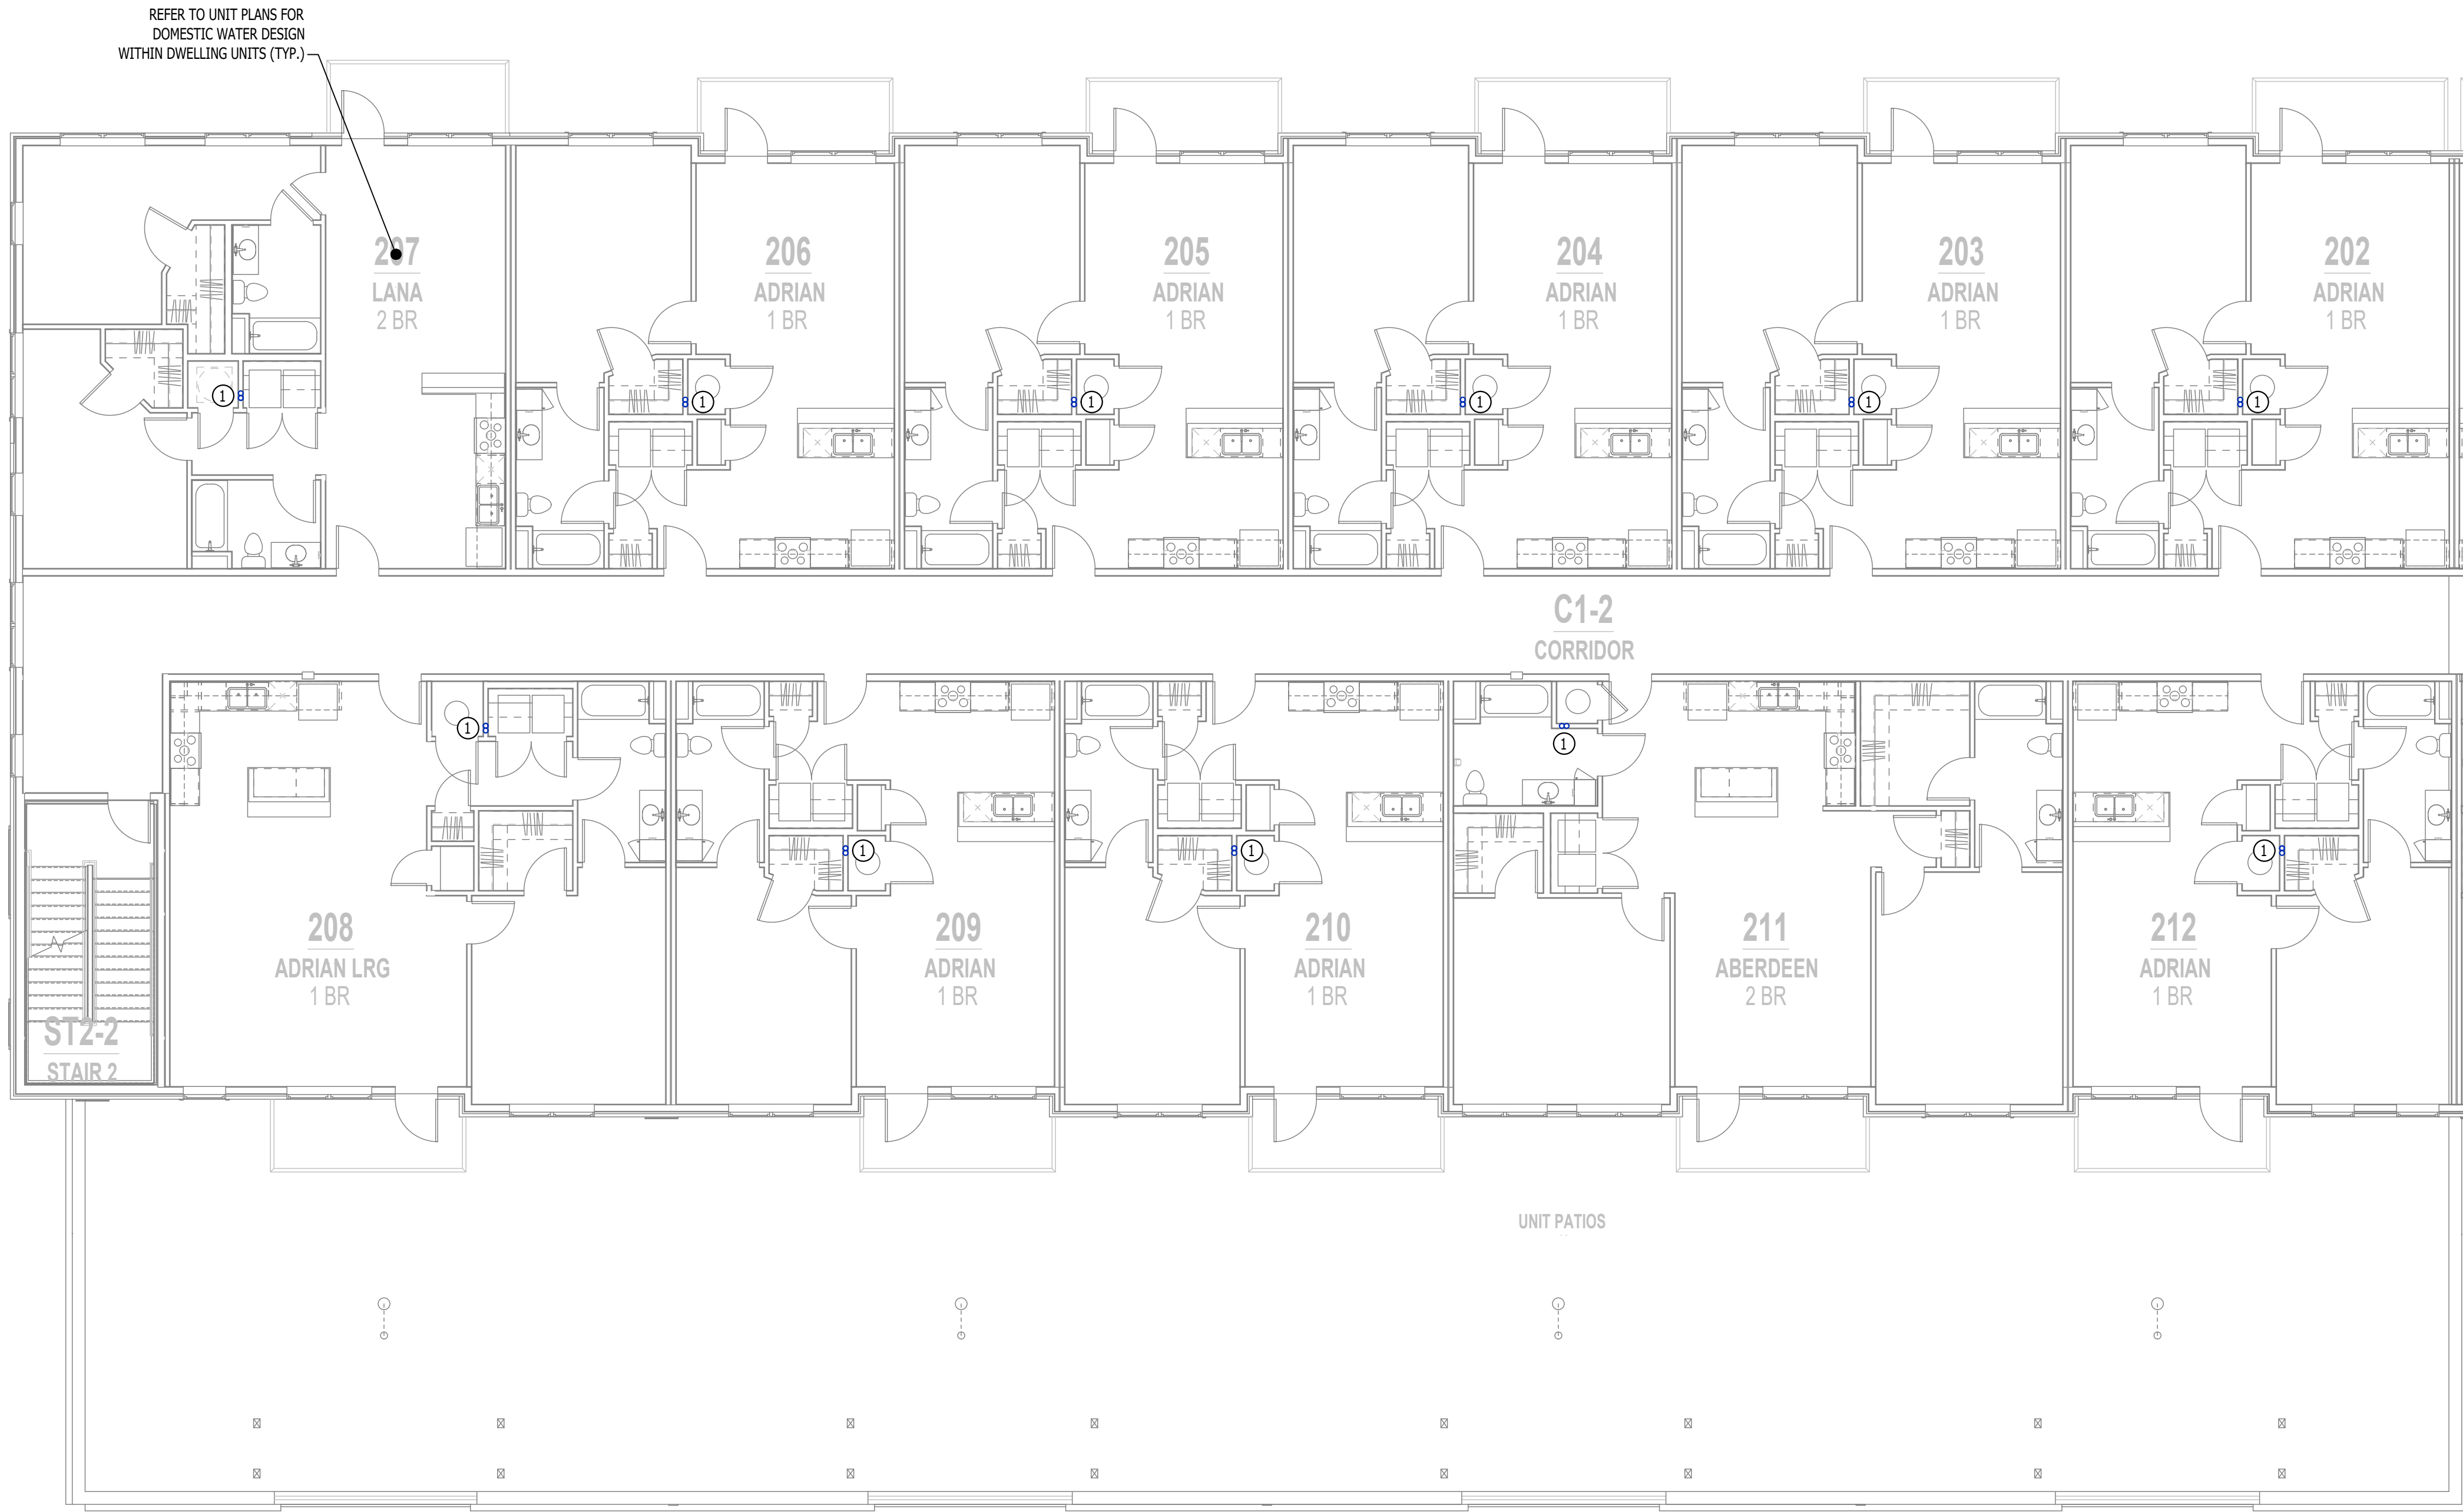 REFER TO UNIT PLANS FOR
DOMESTIC WATER DESIGN
WITHIN DWELLING UNITS (TYP.)
207
LANA
2 BR
206
ADRIAN
1 BR
205
ADRIAN
1 BR
204
ADRIAN
1 BR
203
ADRIAN
1 BR
202
ADRIAN
1 BR
1
1
1
1
1
1
C1-2
CORRIDOR
1
1
1
1
1
208
ADRIAN LRG
1 BR
209
ADRIAN
1 BR
210
ADRIAN
1 BR
211
ABERDEEN
2 BR
212
ADRIAN
1 BR
ST2-2
STAIR 2
UNIT PATIOS